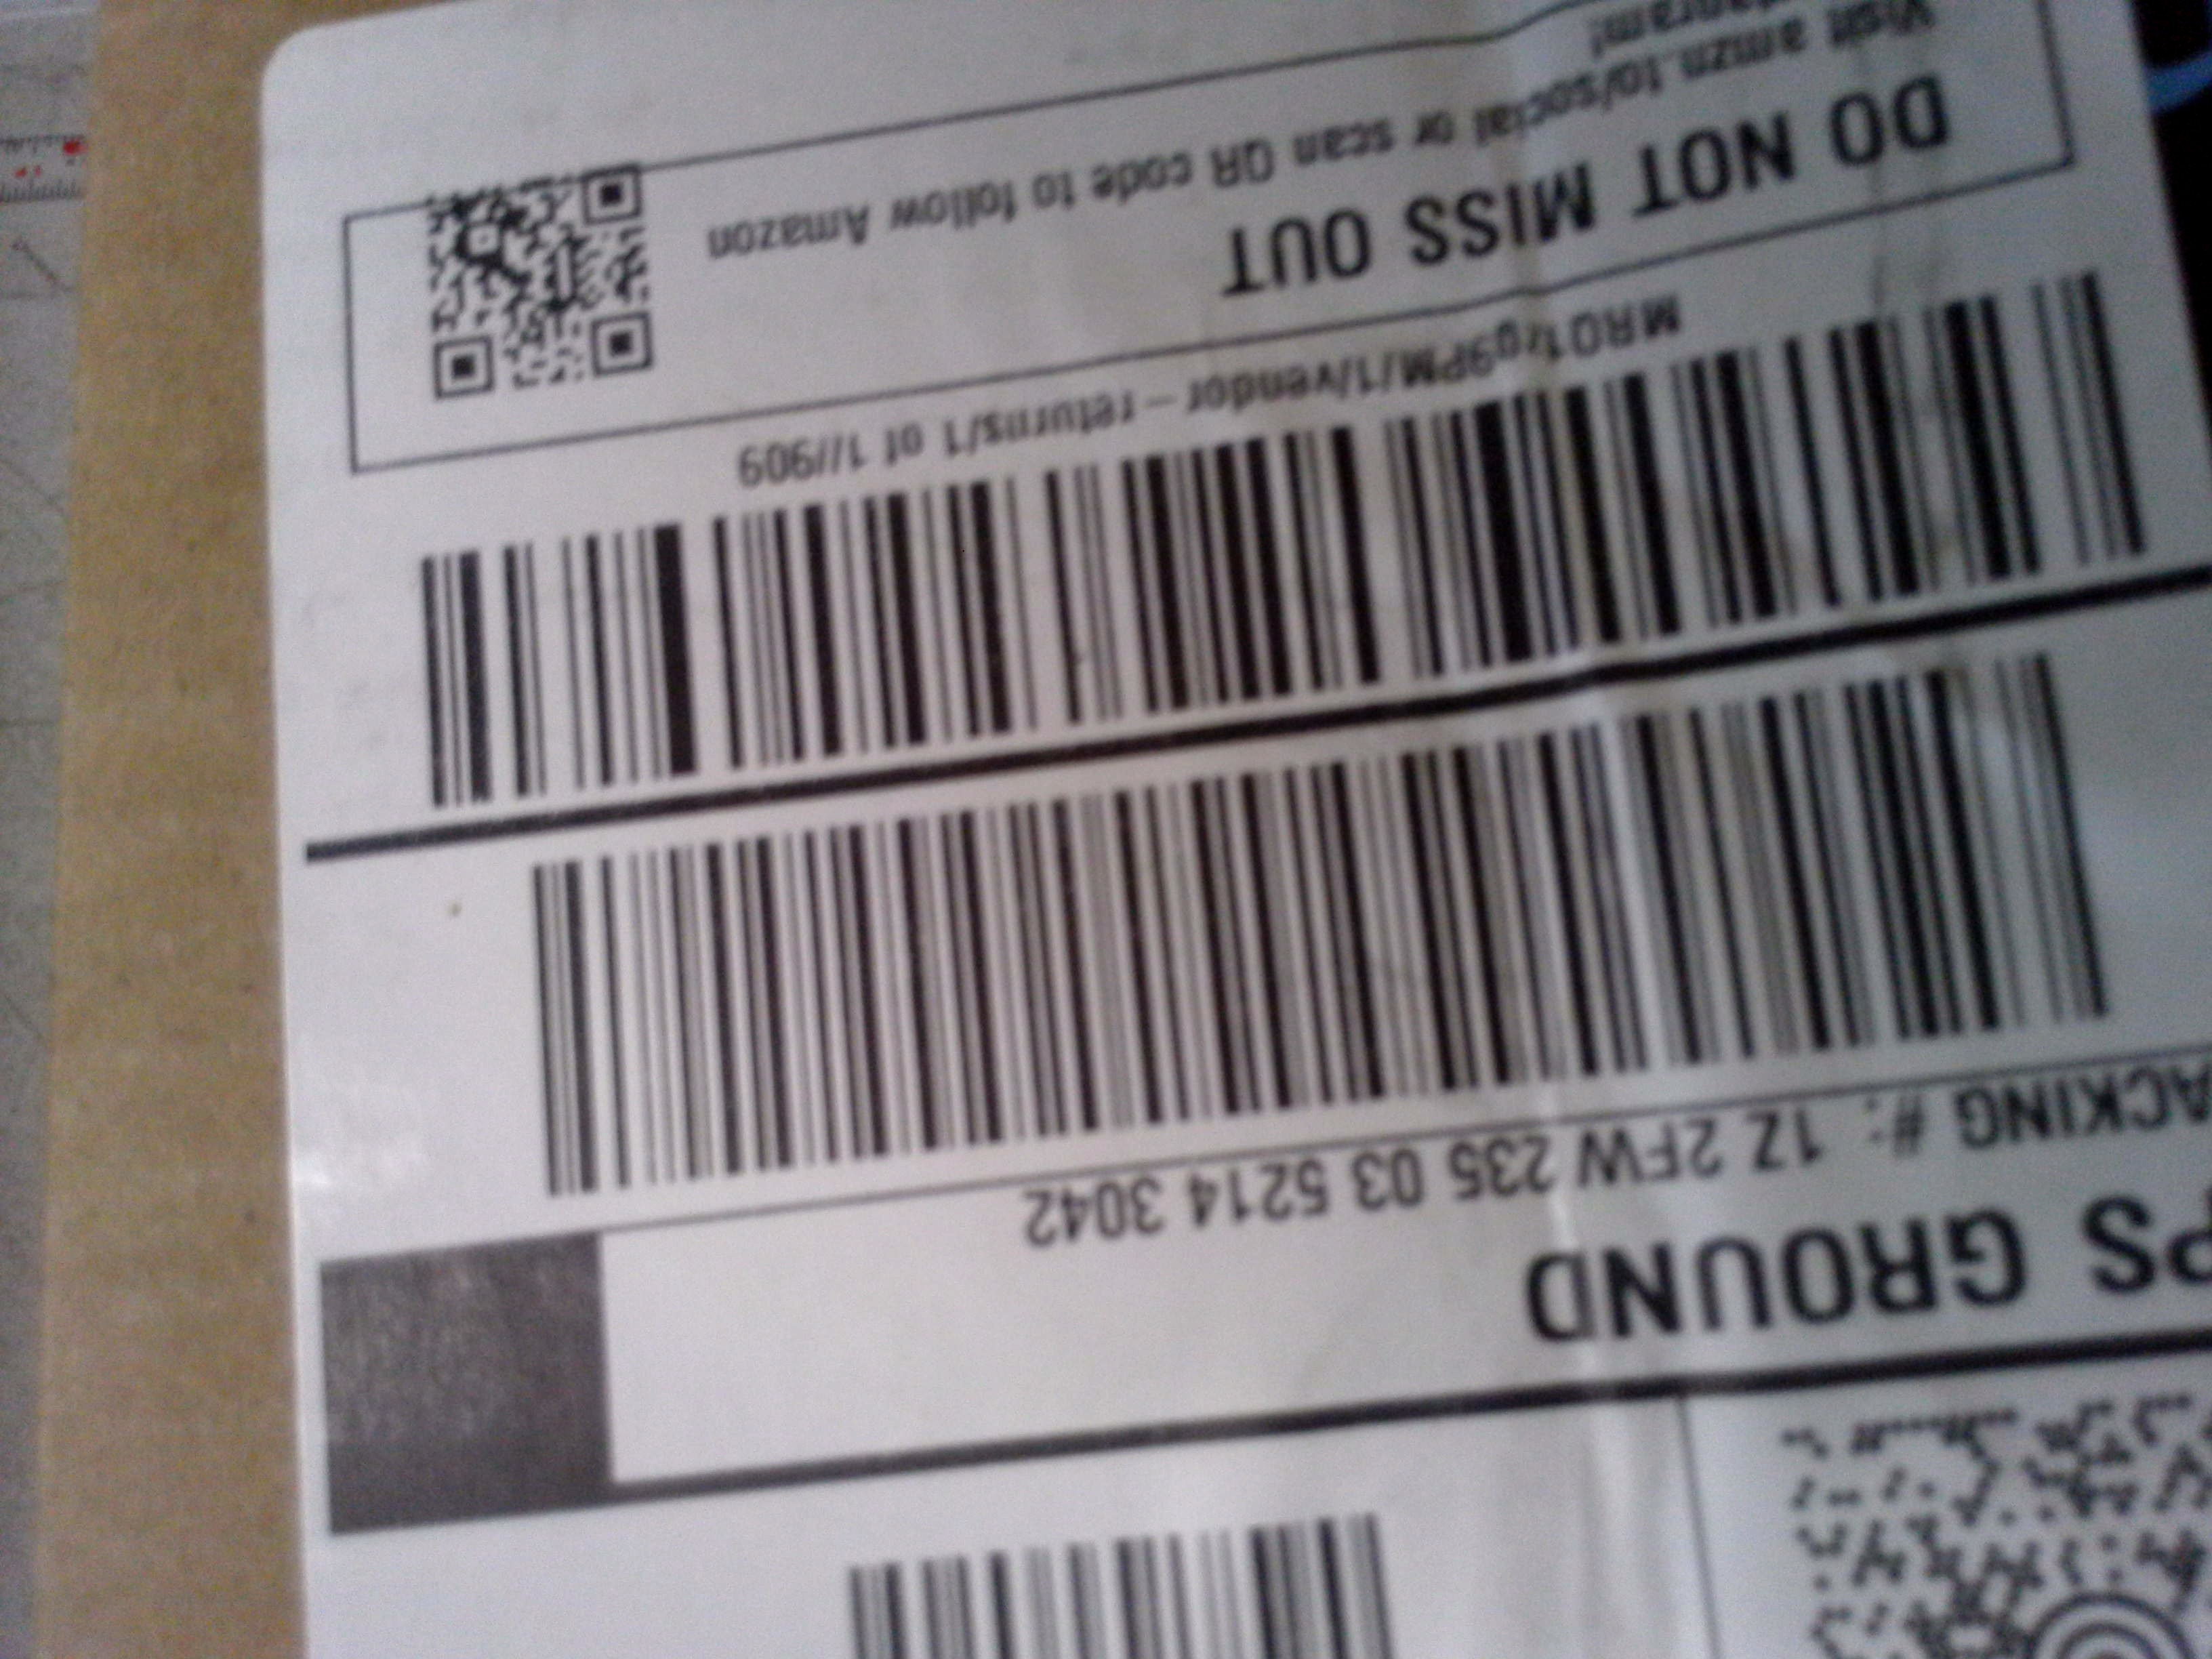 PS GROUND
ACKING #: 1Z 2FW 235 03 5214 3042
MR01rg9PM/1/vendor – returns/1 of 1//909
DO NOT MISS OUT
Visit amzn.to/social or scan QR code to follow Amazon